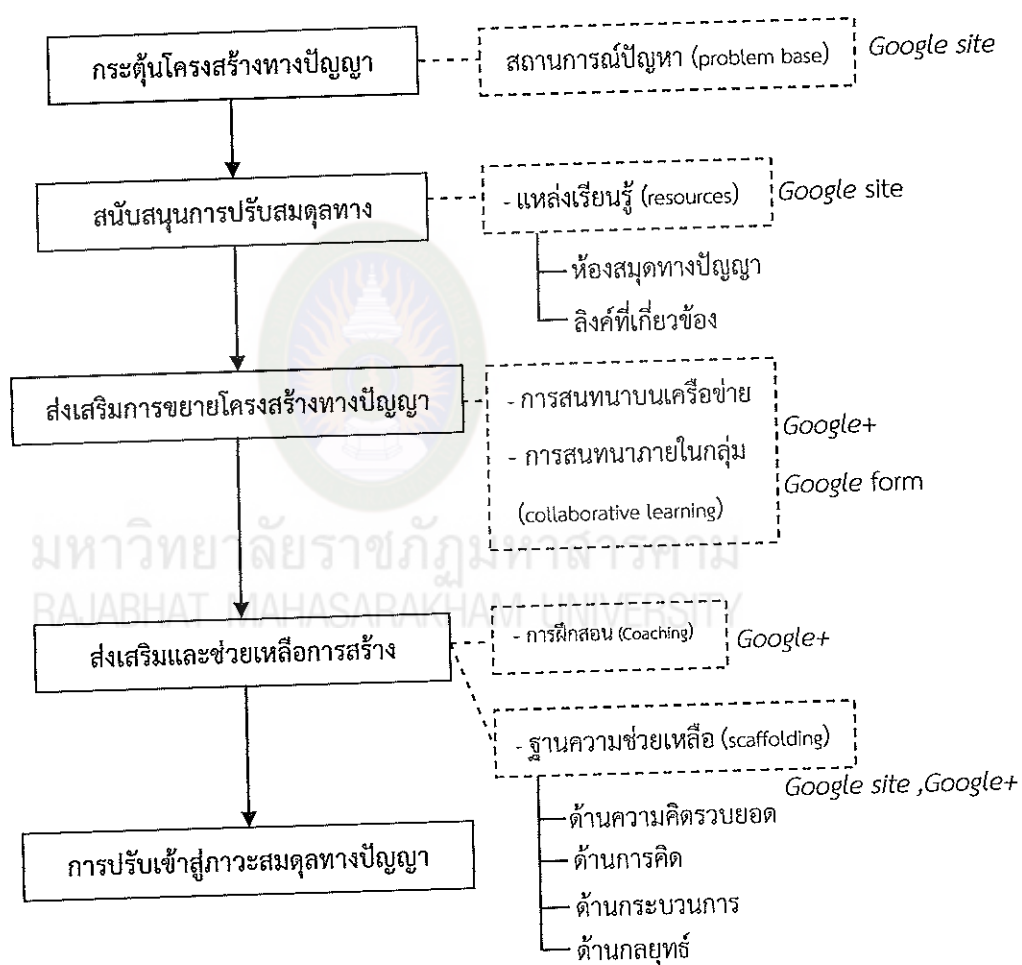 กระตุ้นโครงสร้างทางปัญญา
สถานการณ์ปัญหา (problem base)
Google site
สนับสนุนการปรับสมดุลทาง
- แหล่งเรียนรู้ (resources)
Google site
ห้องสมุดทางปัญญา
ลิงค์ที่เกี่ยวข้อง
ส่งเสริมการขยายโครงสร้างทางปัญญา
- การสนทนาบนเครือข่าย
- การสนทนาภายในกลุ่ม
(collaborative learning)
Google+
Google form
มหาวิทยาลัยราชภัฏมหาสารคาม
RAJABHAT MAHASARAKHAM UNIVERSITY
ส่งเสริมและช่วยเหลือการสร้าง
- การฝึกสอน (Coaching)
Google+
- ฐานความช่วยเหลือ (scaffolding)
Google site ,Google+
ด้านความคิดรวบยอด
ด้านการคิด
ด้านกระบวนการ
ด้านกลยุทธ์
การปรับเข้าสู่ภาวะสมดุลทางปัญญา